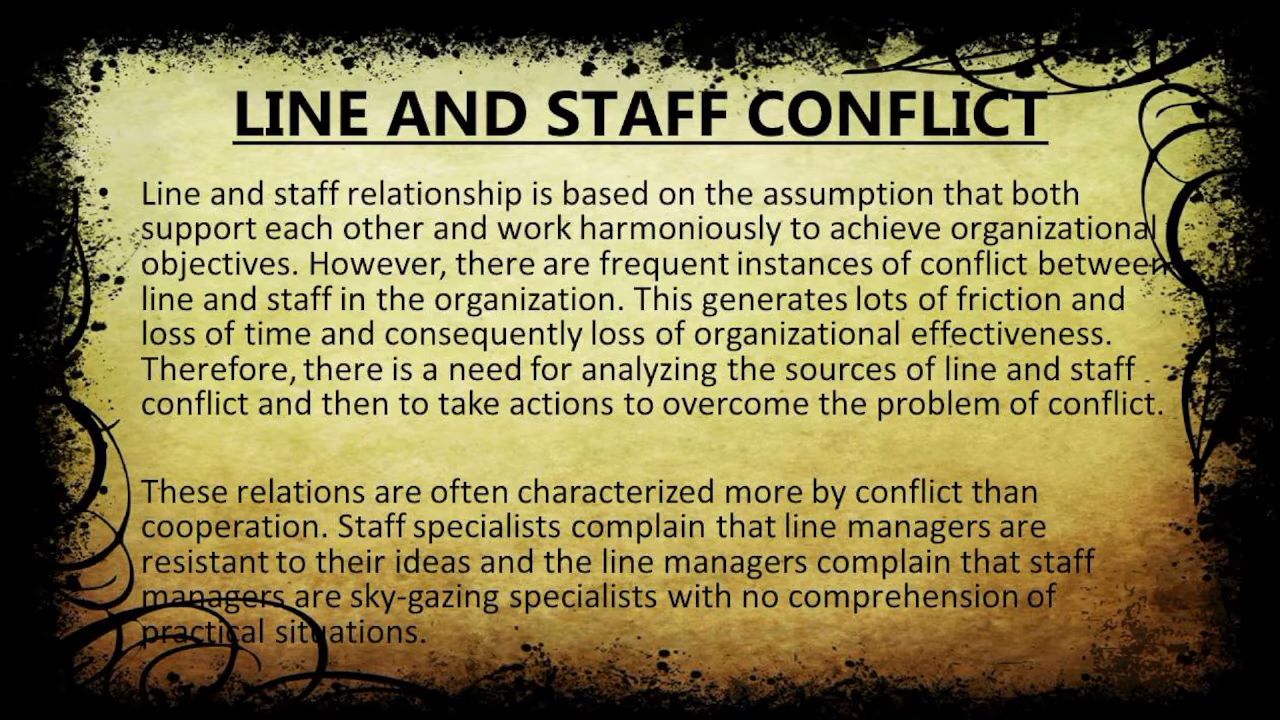 LINE AND STAFF CONFLICT
• Line and staff relationship is based on the assumption that both
support each other and work harmoniously to achieve organizational
objectives. However, there are frequent instances of conflict between
line and staff in the organization. This generates lots of friction and
loss of time and consequently loss of organizational effectiveness.
Therefore, there is a need for analyzing the sources of line and staff
conflict and then to take actions to overcome the problem of conflict.
• These relations are often characterized more by conflict than
cooperation. Staff specialists complain that line managers are
resistant to their ideas and the line managers complain that staff
managers are sky-gazing specialists with no comprehension of
practical situations.